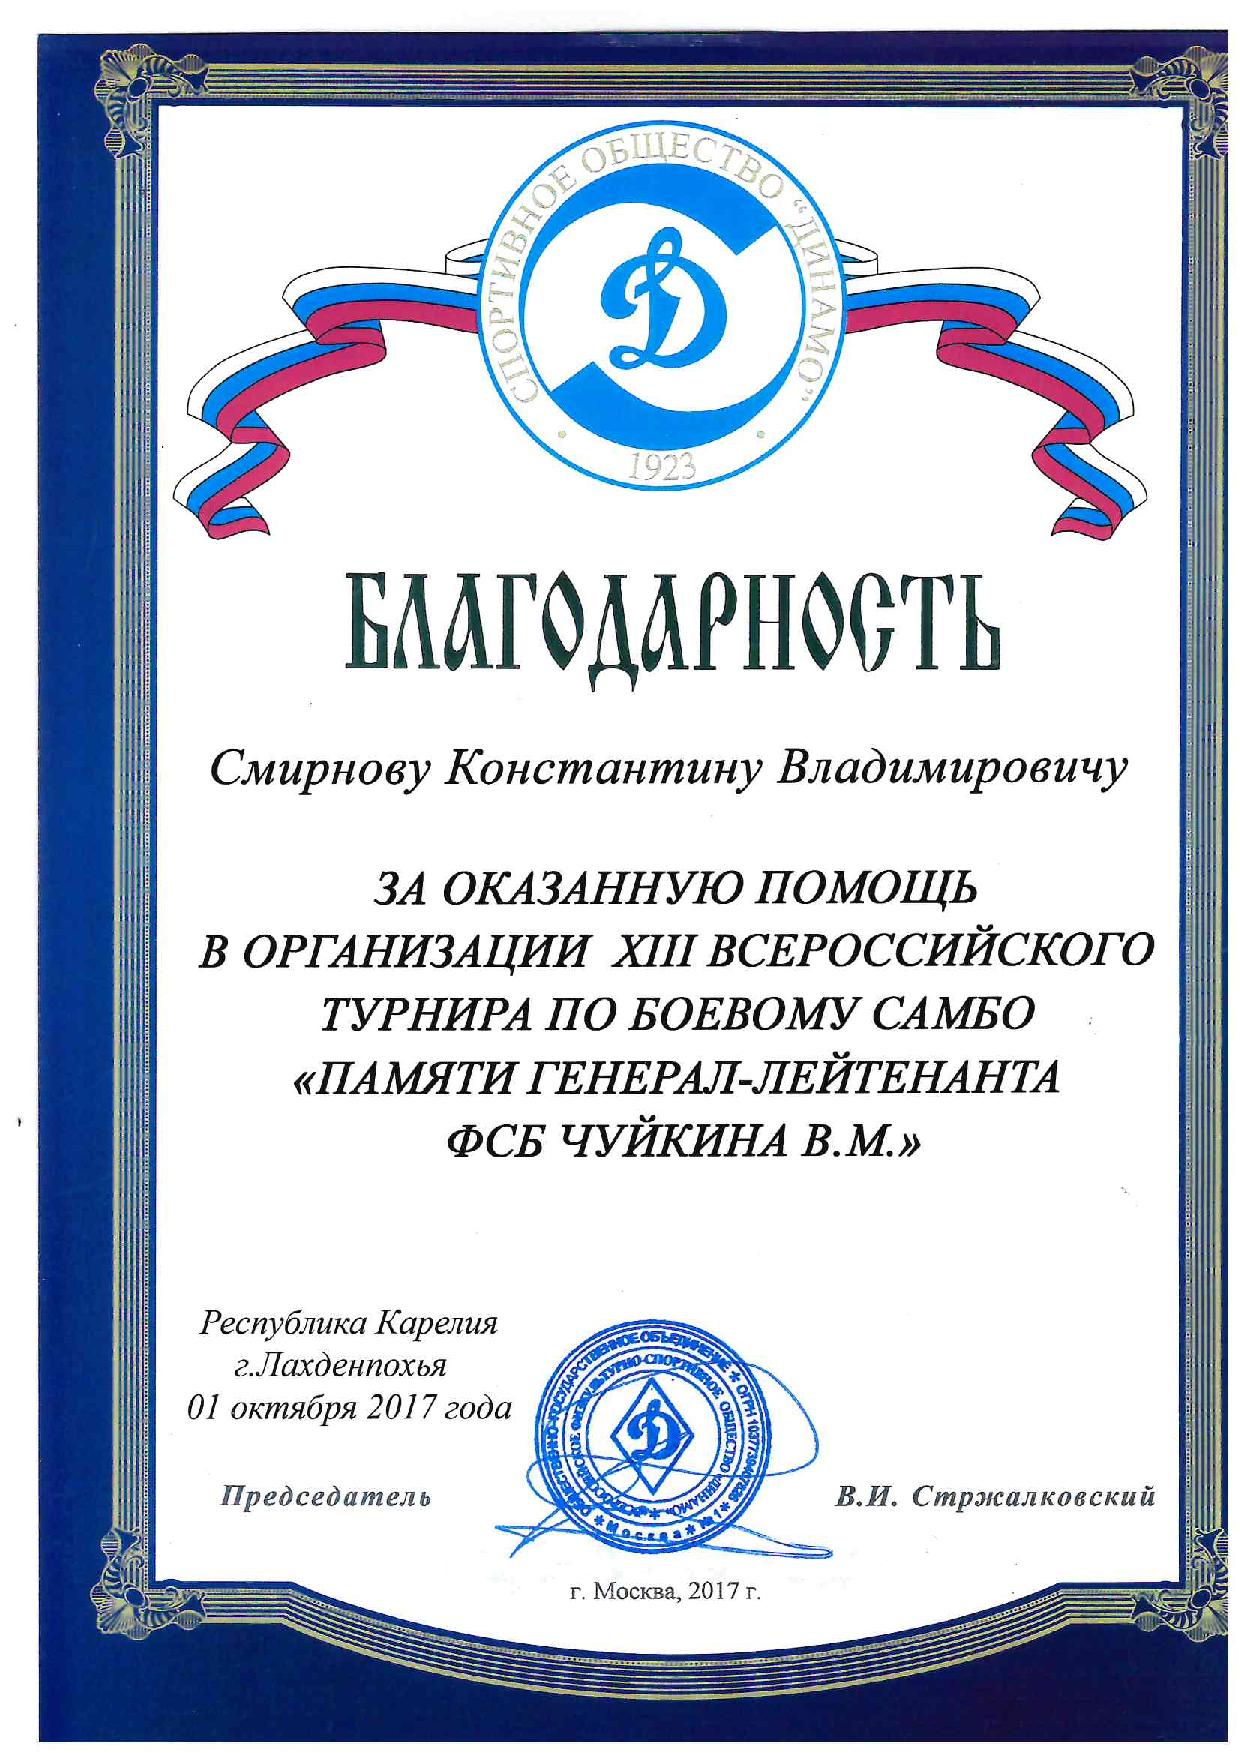 СПОРТИВНОЕ ОБЩЕСТВО "ДИНАМО"
1923
БЛАГОДАРНОСТЬ
Смирнову Константину Владимировичу
ЗА ОКАЗАННУЮ ПОМОЩЬ
В ОРГАНИЗАЦИИ XIII ВСЕРОССИЙСКОГО
ТУРНИРА ПО БОЕВОМУ САМБО
«ПАМЯТИ ГЕНЕРАЛ-ЛЕЙТЕНАНТА
ФСБ ЧУЙКИНА В.М.»
Республика Карелия
г.Лахденпохья
01 октября 2017 года
ОБЩЕСТВЕННО-ГОСУДАРСТВЕННОЕ ОБЪЕДИНЕНИЕ * ОГРН
ВСЕРОССИЙСКОЕ ФИЗКУЛЬТУРНО-СПОРТИВНОЕ ОБЩЕСТВО «ДИНАМО»
* Москва * №1 *
Председатель
В.И. Стржалковский
г. Москва, 2017 г.